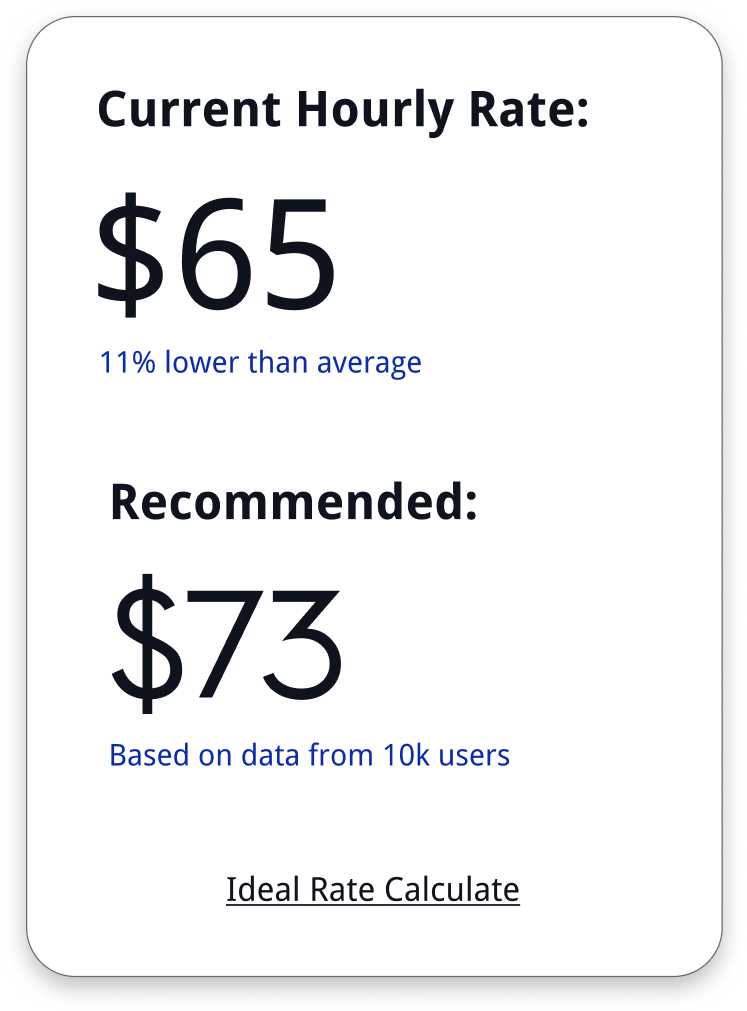 Current Hourly Rate:
$65
11% lower than average
Recommended:
$73
Based on data from 10k users
Ideal Rate Calculate